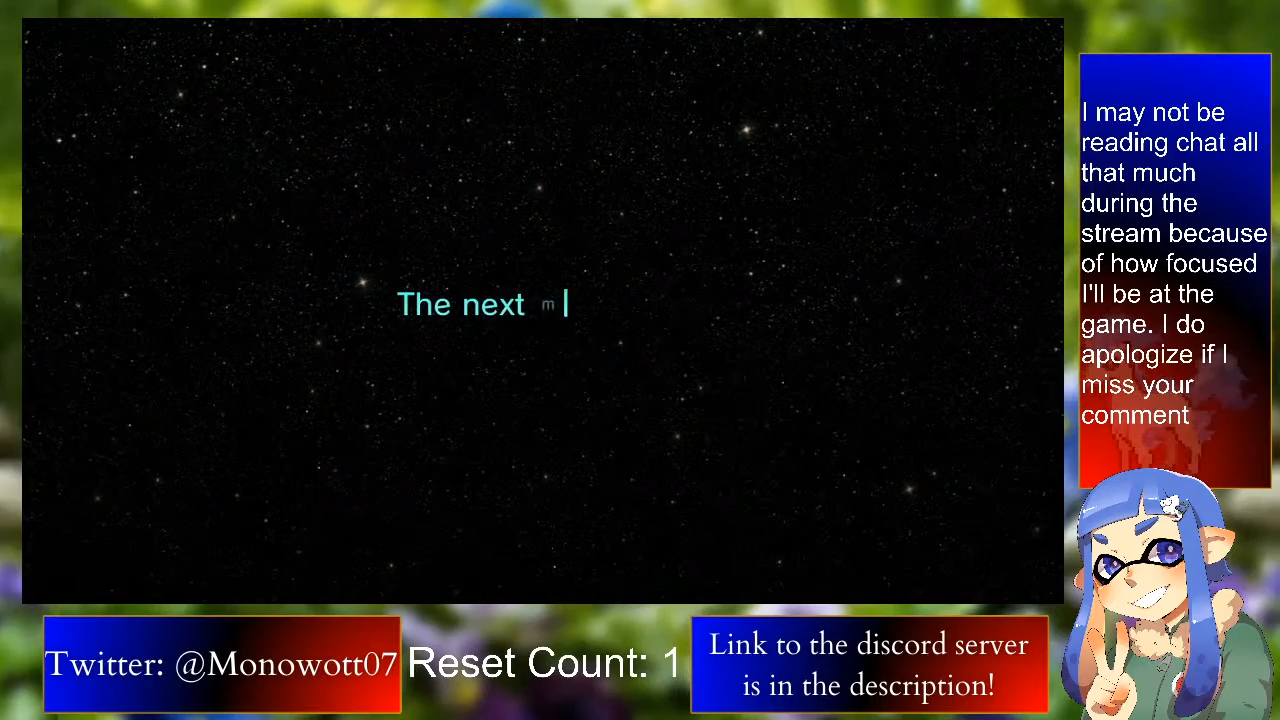 The next m
I may not be
reading chat all
that much
during the
stream because
of how focused
I'll be at the
game. I do
apologize if I
miss your
comment
Twitter: @Monowott07
Reset Count: 1
Link to the discord server
is in the description!